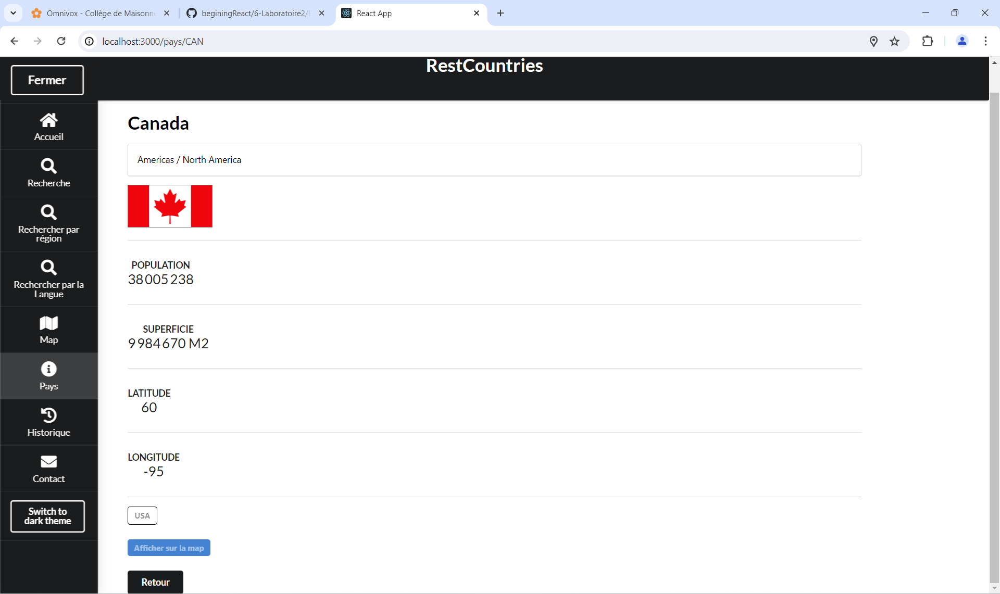 Omnivox - Collège de Maisonn
beginingReact/6-Laboratoire2/
React App
localhost:3000/pays/CAN
RestCountries
Fermer
Accueil
Recherche
Rechercher par
région
Rechercher par la
Langue
Map
Pays
Historique
Contact
Switch to
dark theme
Canada
Americas / North America
POPULATION
38 005 238
SUPERFICIE
9 984 670 M2
LATITUDE
60
LONGITUDE
-95
USA
Afficher sur la map
Retour